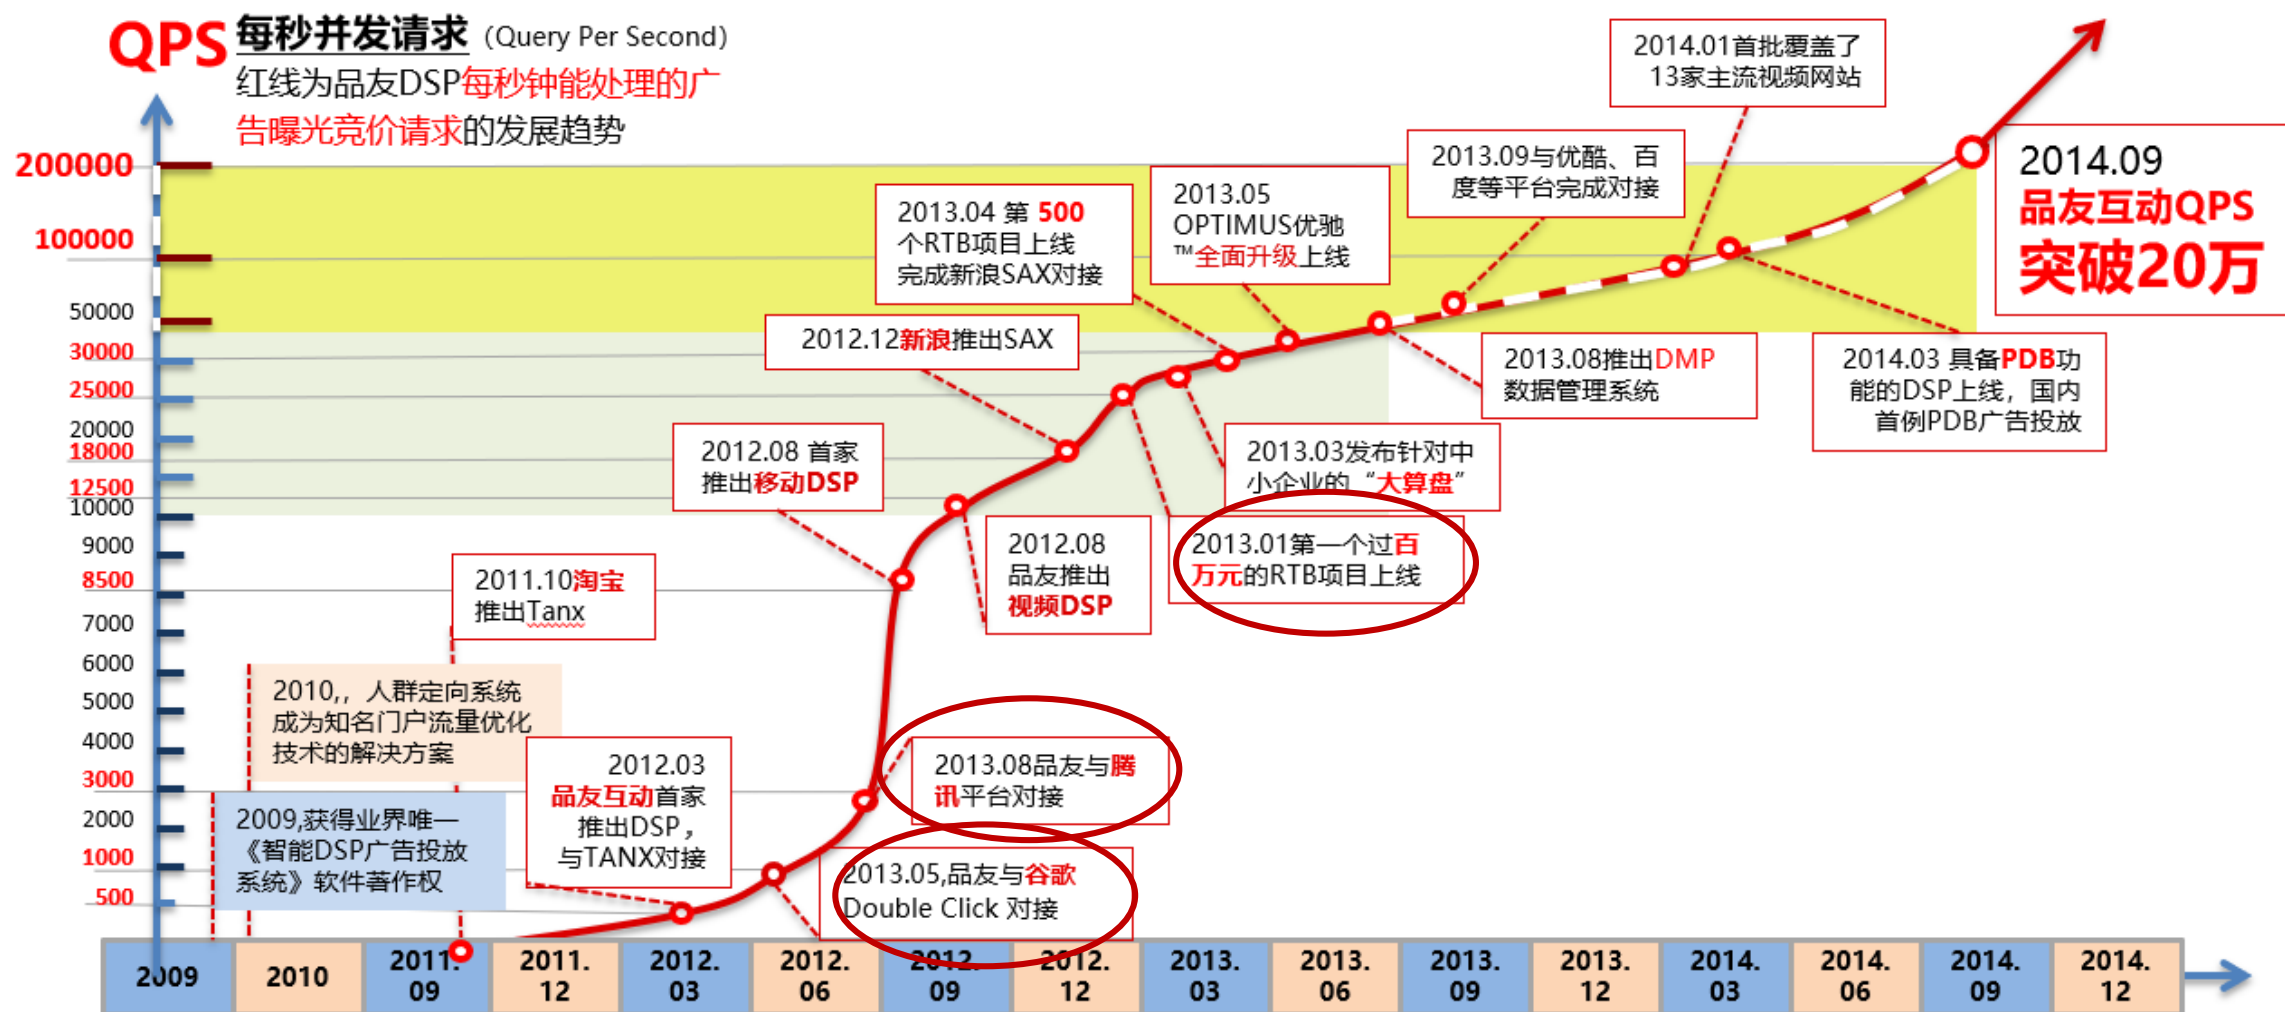 QPS 每秒并发请求（Query Per Second）
红线为品友DSP每秒钟能处理的广
告曝光竞价请求的发展趋势
200000
100000
50000
30000
25000
20000
18000
12500
10000
9000
8500
7000
6000
5000
4000
3000
2000
1000
500
2009,获得业界唯一
《智能DSP广告投放
系统》软件著作权
2010,，人群定向系统
成为知名门户流量优化
技术的解决方案
2011.10淘宝
推出Tanx
2012.03
品友互动首家
推出DSP，
与TANX对接
2013.05,品友与谷歌
Double Click 对接
2013.08品友与腾
讯平台对接
2012.08 首家
推出移动DSP
2012.08
品友推出
视频DSP
2012.12新浪推出SAX
2013.01第一个过百
万元的RTB项目上线
2013.03发布针对中
小企业的“大算盘”
2013.04 第 500
个RTB项目上线
完成新浪SAX对接
2013.05
OPTIMUS优驰
™全面升级上线
2013.08推出DMP
数据管理系统
2013.09与优酷、百
度等平台完成对接
2014.01首批覆盖了
13家主流视频网站
2014.03 具备PDB功
能的DSP上线，国内
首例PDB广告投放
2014.09
品友互动QPS
突破20万
2009
2010
2011.
09
2011.
12
2012.
03
2012.
06
2012.
09
2012.
12
2013.
03
2013.
06
2013.
09
2013.
12
2014.
03
2014.
06
2014.
09
2014.
12